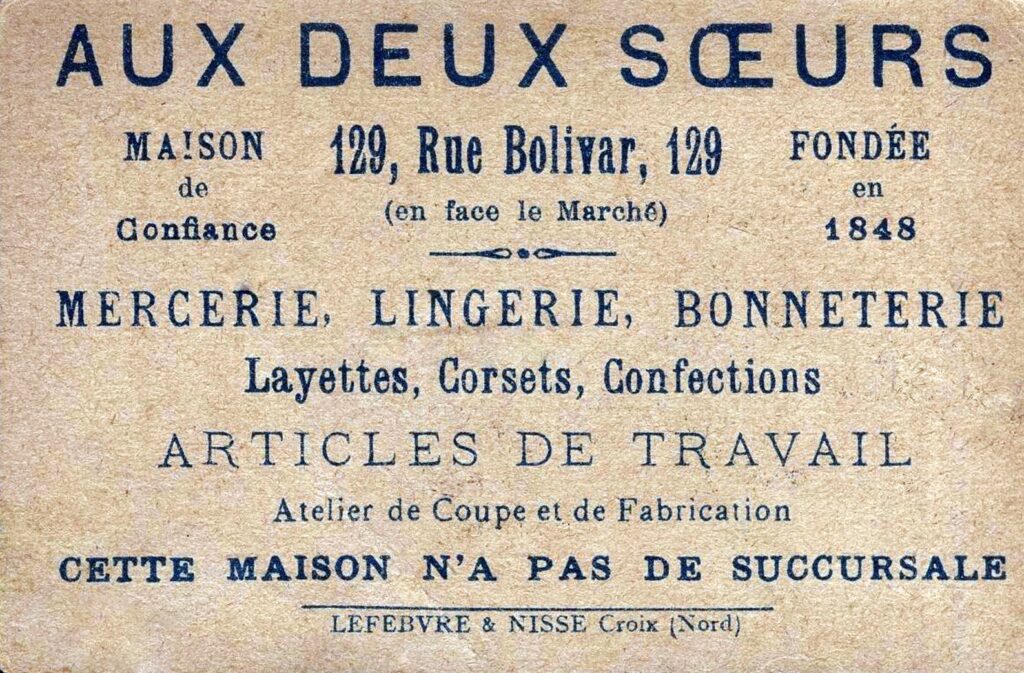 AUX DEUX SŒURS
MAISON
de
Confiance
129, Rue Bolivar, 129
(en face le Marché)
FONDÉE
en
1848
MERCERIE, LINGERIE, BONNETERIE
Layettes, Corsets, Confections
ARTICLES DE TRAVAIL
Atelier de Coupe et de Fabrication
CETTE MAISON N'A PAS DE SUCCURSALE
LEFEBVRE & NISSE Croix (Nord)